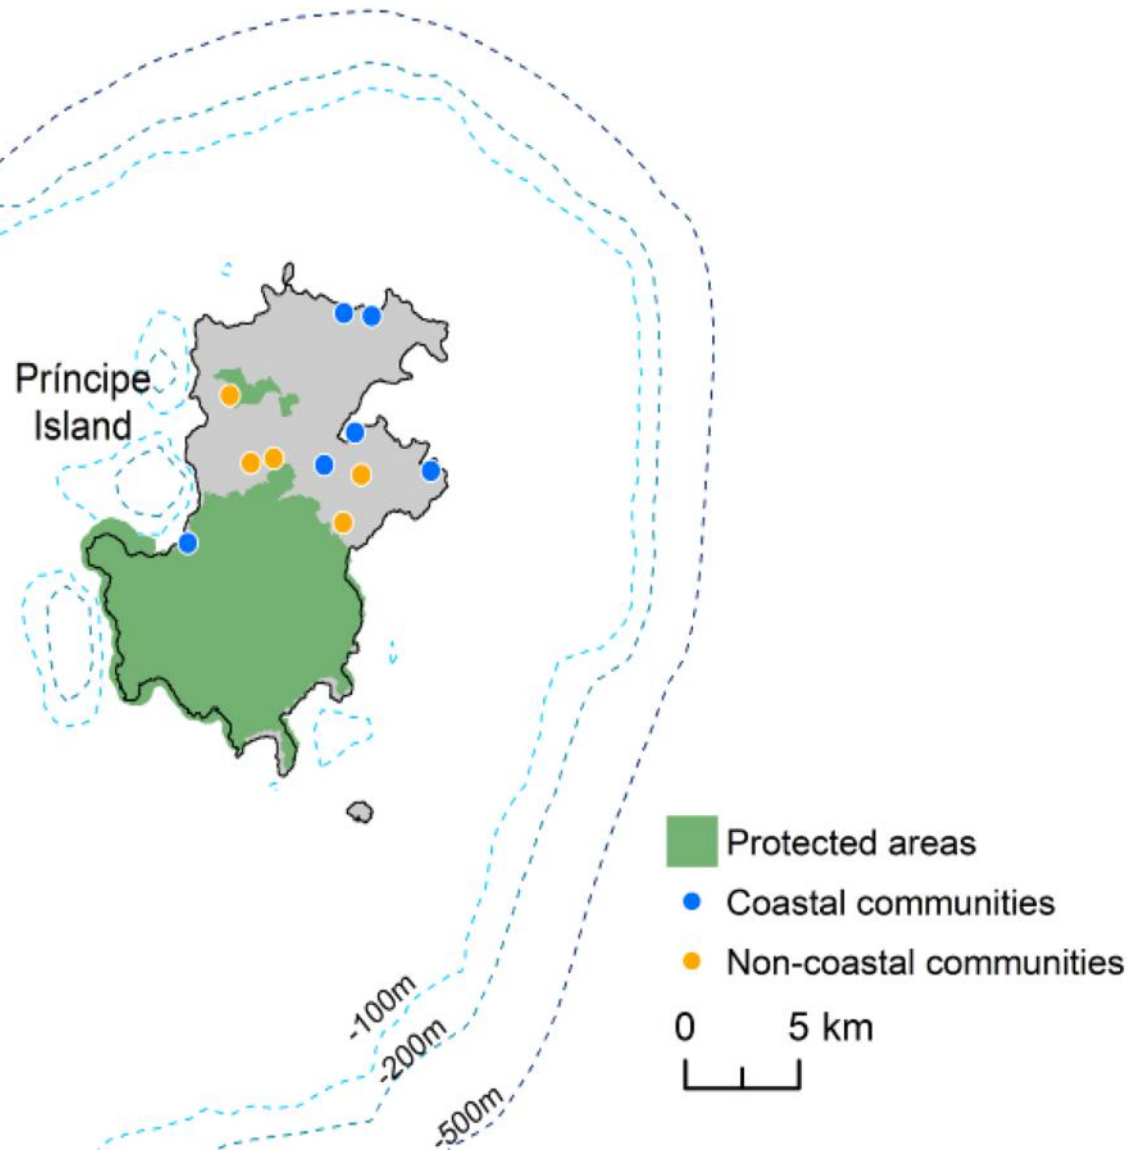 Príncipe
Island
Protected areas
Coastal communities
Non-coastal communities
0 5 km
-100m
-200m
-500m